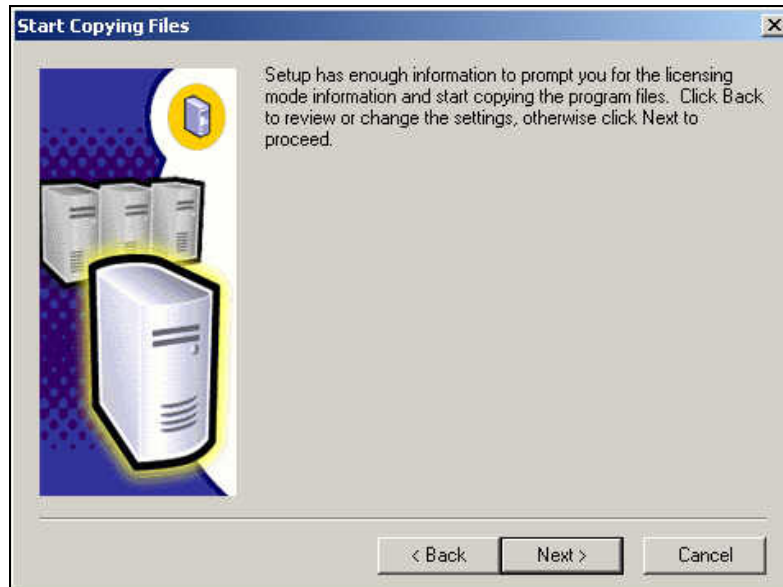 Start Copying Files
Setup has enough information to prompt you for the licensing
mode information and start copying the program files. Click Back
to review or change the settings, otherwise click Next to
proceed.
< Back
Next >
Cancel